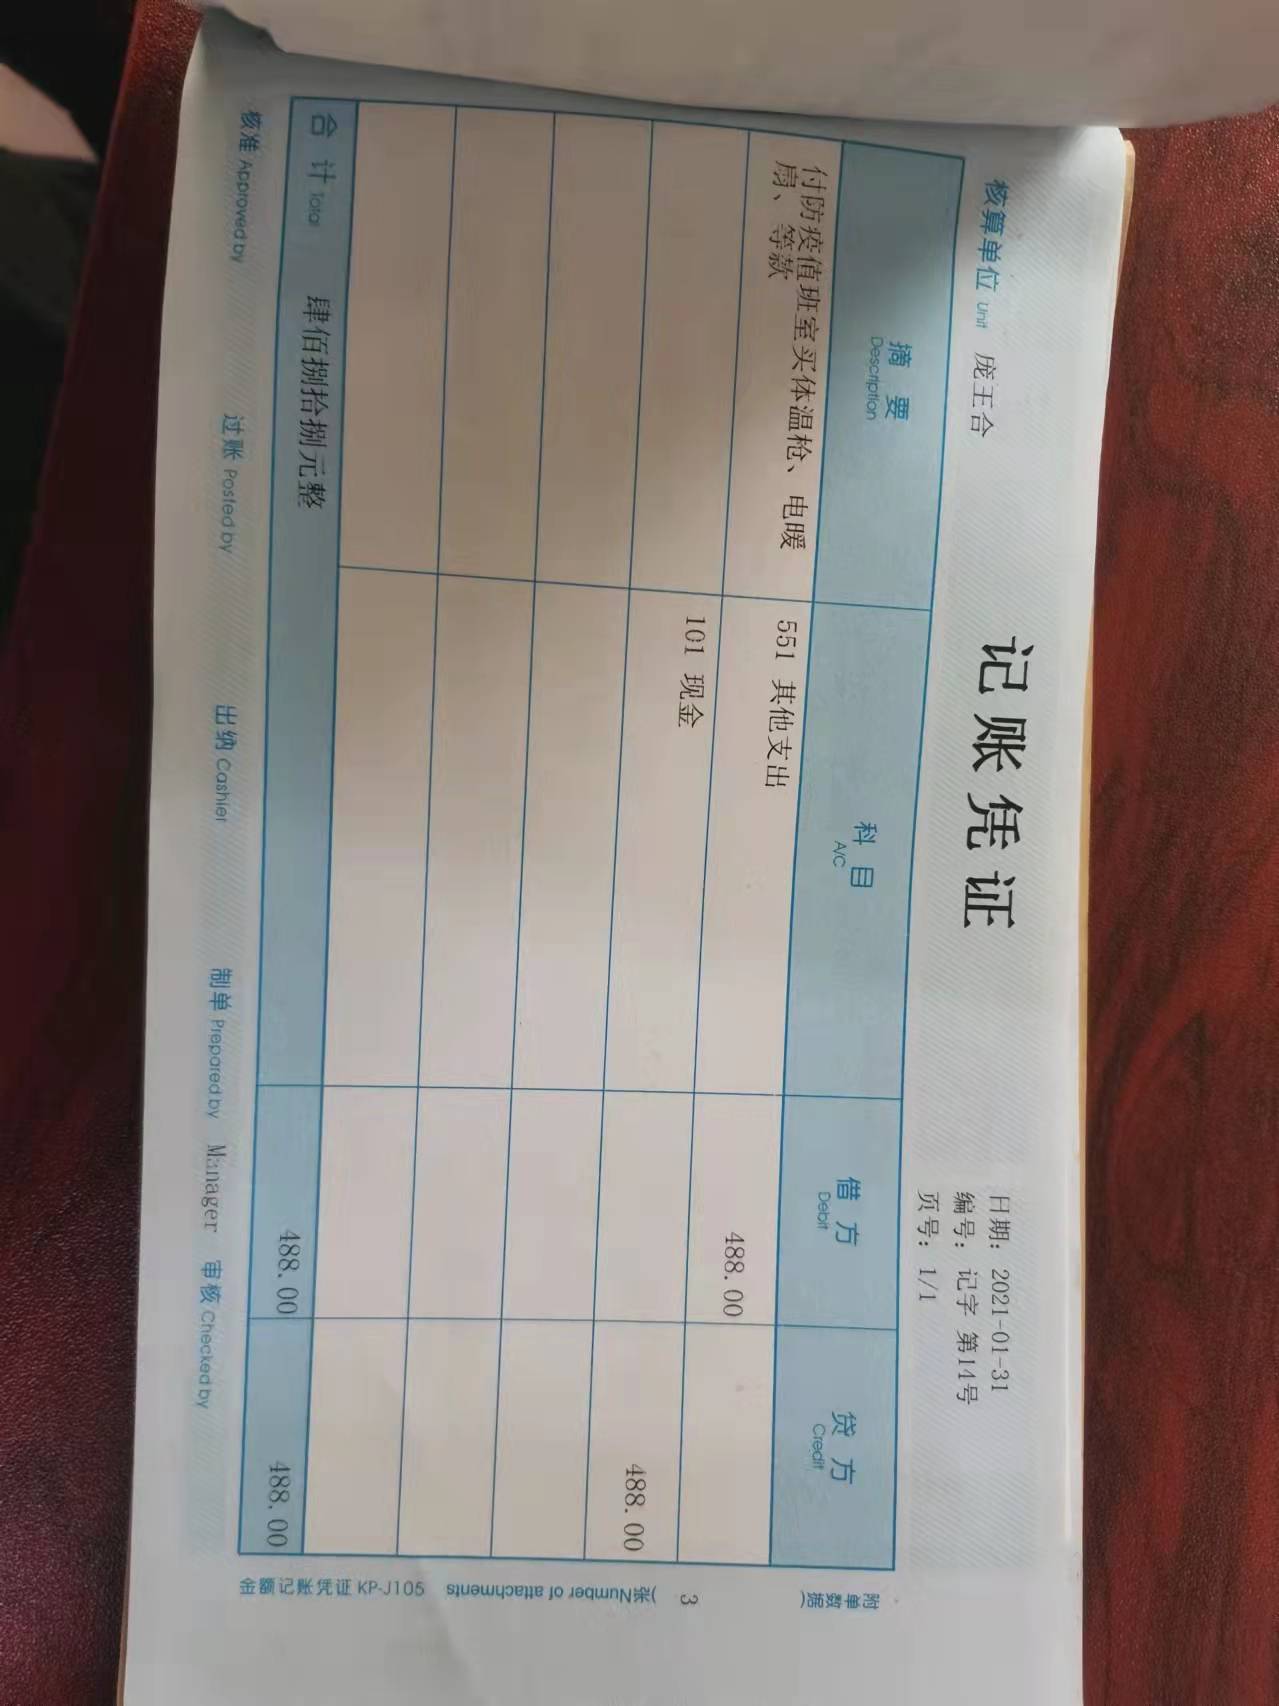 记账凭证
核算单位 Unit 庞王合
日期: 2021-01-31
编号: 记字 第14号
页号: 1/1
摘要 科目 借方 贷方
Description A/C Debit Credit
付防疫值班室买体温枪、电暖 551 其他支出 488.00
扇、等款
101 现金 488.00
合计 Total 肆佰捌拾捌元整 488.00 488.00
核准 Approved by 过账 Posted by 出纳 Cashier 制单 Prepared by Manager 审核 Checked by
附单数据( 3 )张 Number of attachments
金额记账凭证 KP-J105